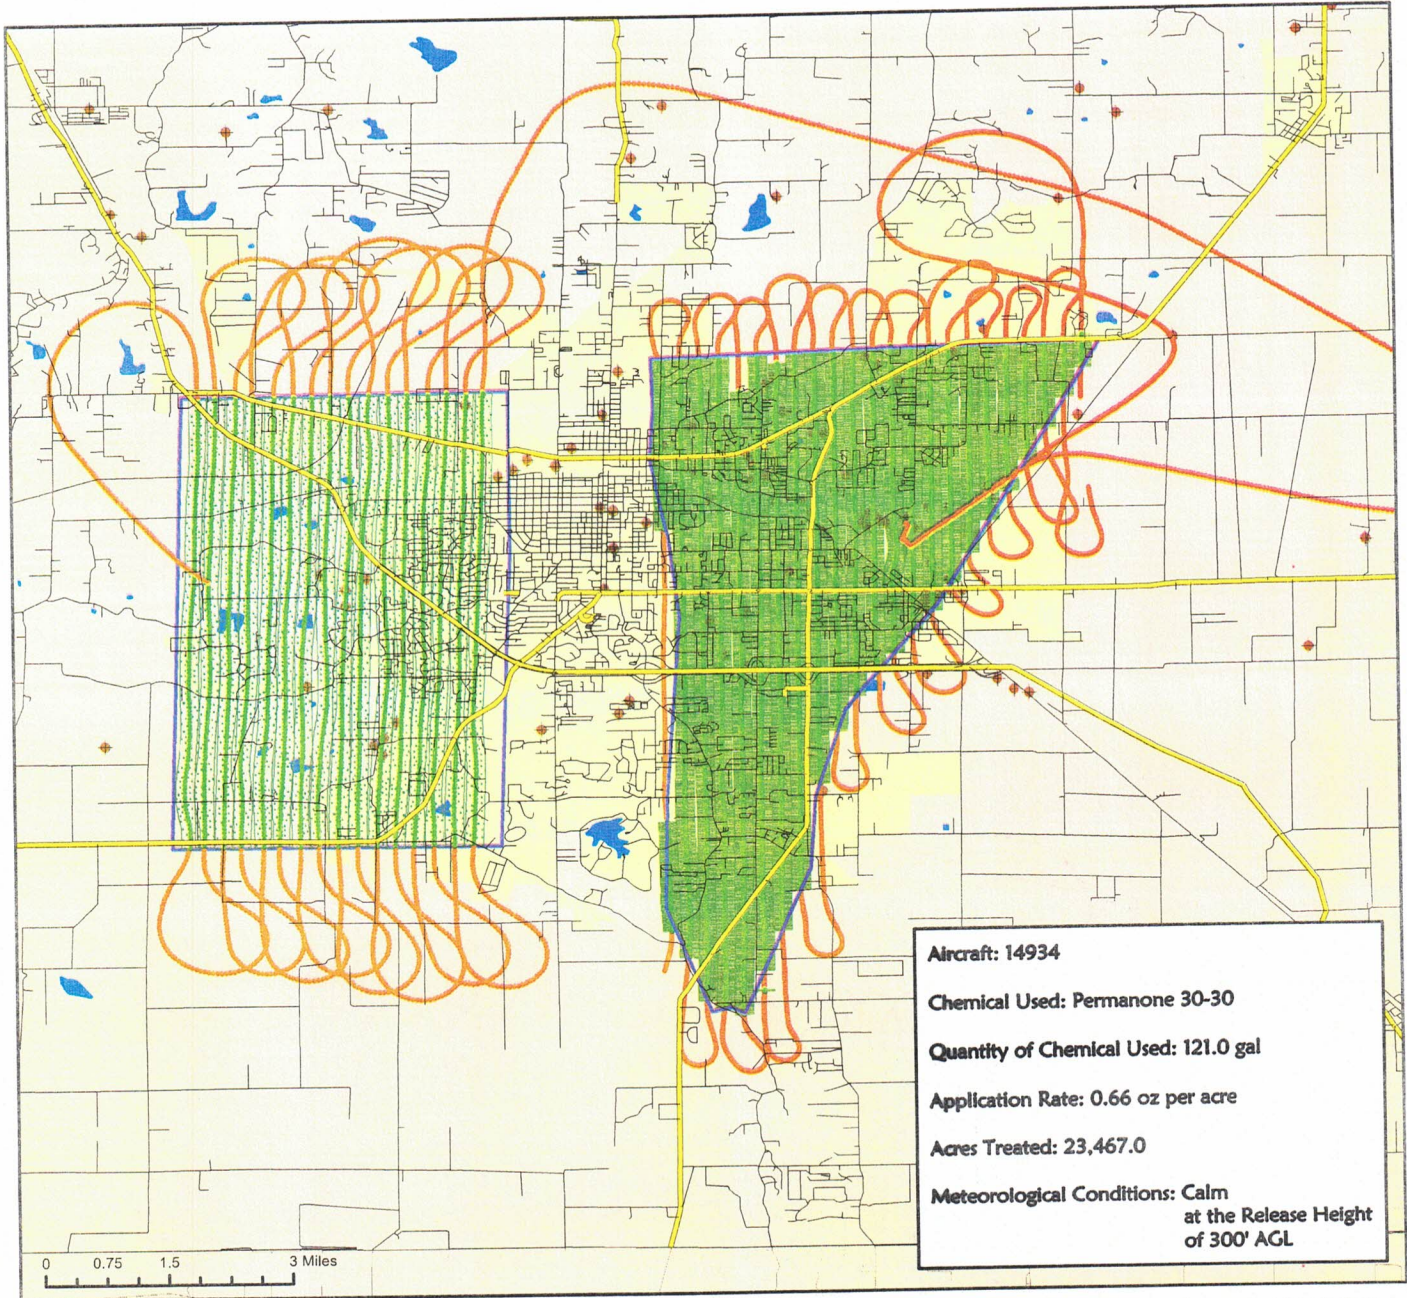 Aircraft: 14934
Chemical Used: Permanone 30-30
Quantity of Chemical Used: 121.0 gal
Application Rate: 0.66 oz per acre
Acres Treated: 23,467.0
Meteorological Conditions: Calm
at the Release Height
of 300' AGL
0 0.75 1.5 3 Miles